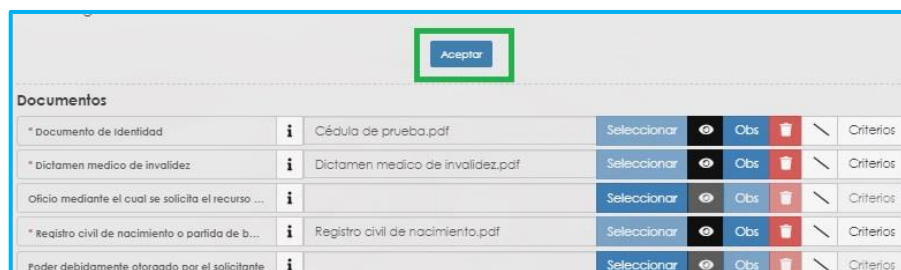 Aceptar
Documentos
* Documento de Identidad i Cédula de prueba.pdf Seleccionar Obs Criterios
* Dictamen medico de invalidez i Dictamen medico de invalidez.pdf Seleccionar Obs Criterios
Oficio mediante el cual se solicita el recurso ... i Seleccionar Obs Criterios
* Registro civil de nacimiento o partida de b... i Registro civil de nacimiento.pdf Seleccionar Obs Criterios
Poder debidamente otorgado por el solicitante i Seleccionar Obs Criterios